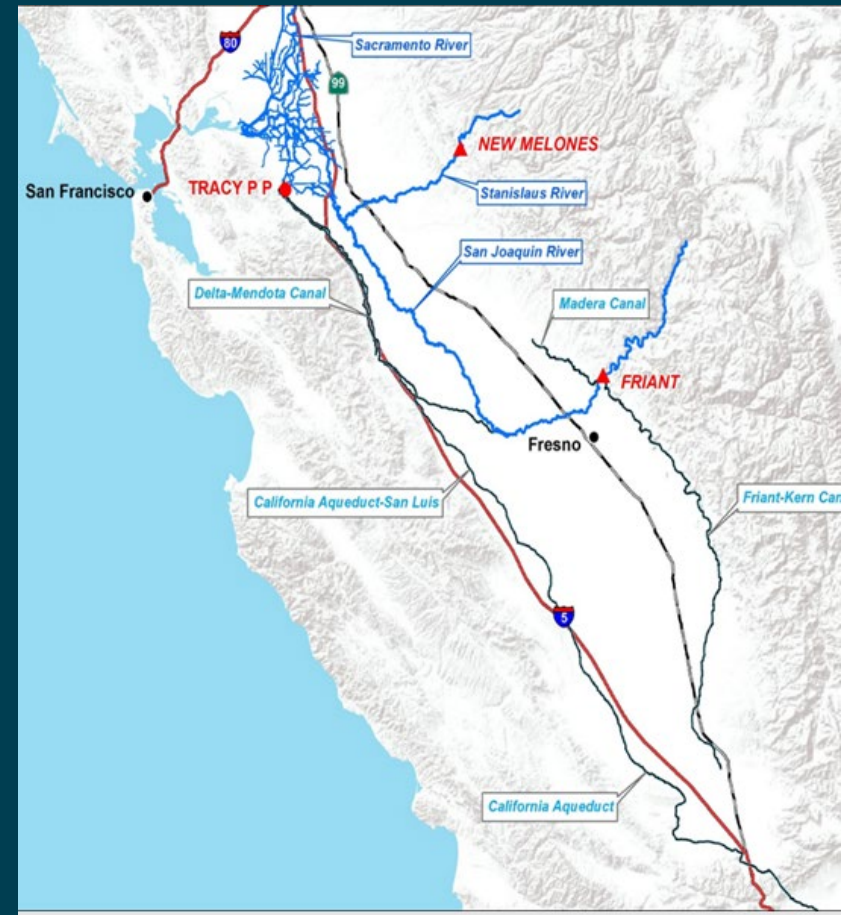 80
Sacramento River
99
NEW MELONES
San Francisco
TRACY P P
Stanislaus River
San Joaquin River
Delta-Mendota Canal
Madera Canal
FRIANT
Fresno
California Aqueduct-San Luis
Friant-Kern Can
5
California Aqueduct